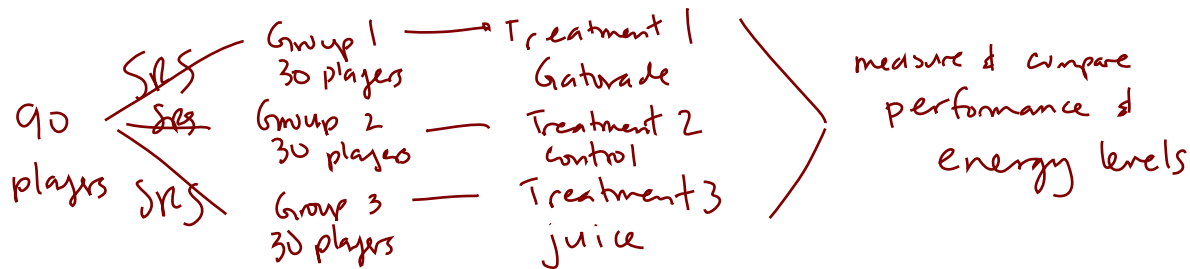 90
players
SRS
SRS
SRS
Group 1
30 players
Group 2
30 players
Group 3
30 players
Treatment 1
Gatorade
Treatment 2
control
Treatment 3
juice
measure & compare
performance &
energy levels